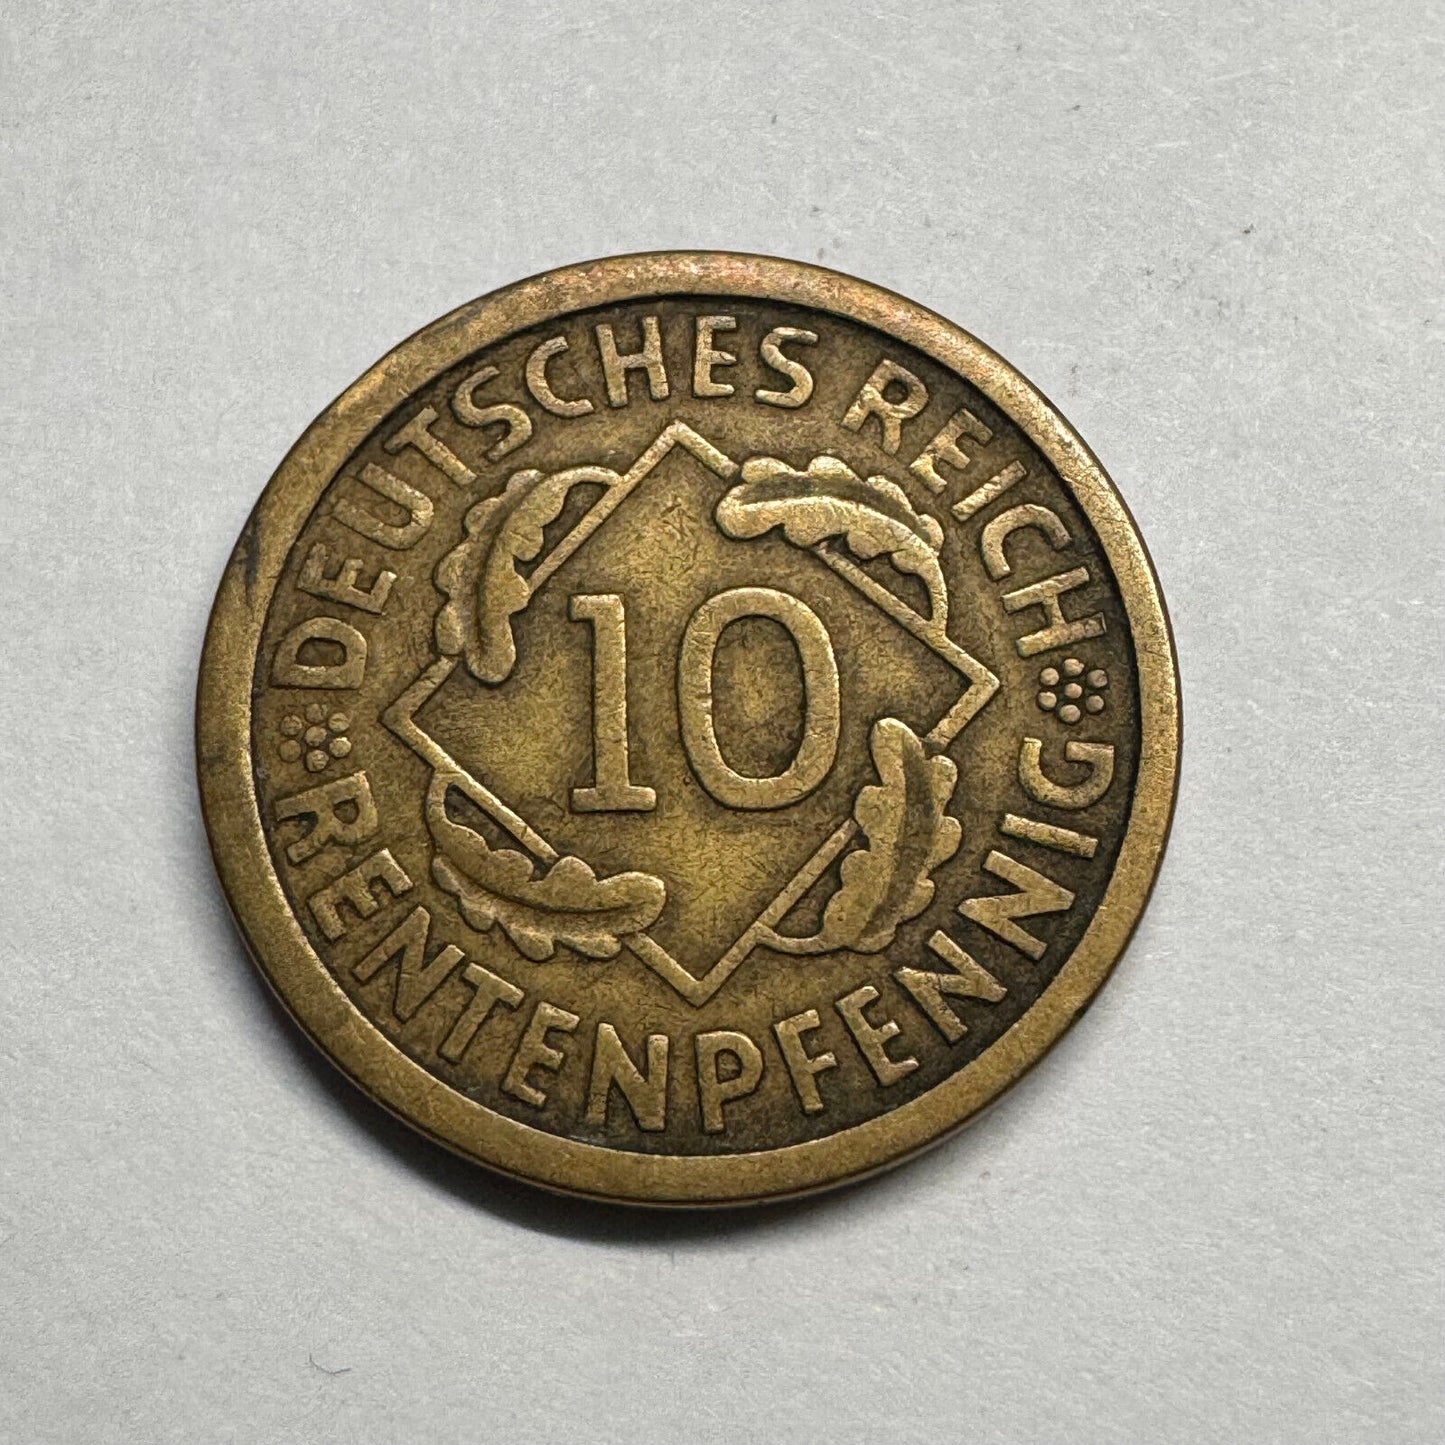 DEUTSCHES REICH
10
RENTENPFENNIG